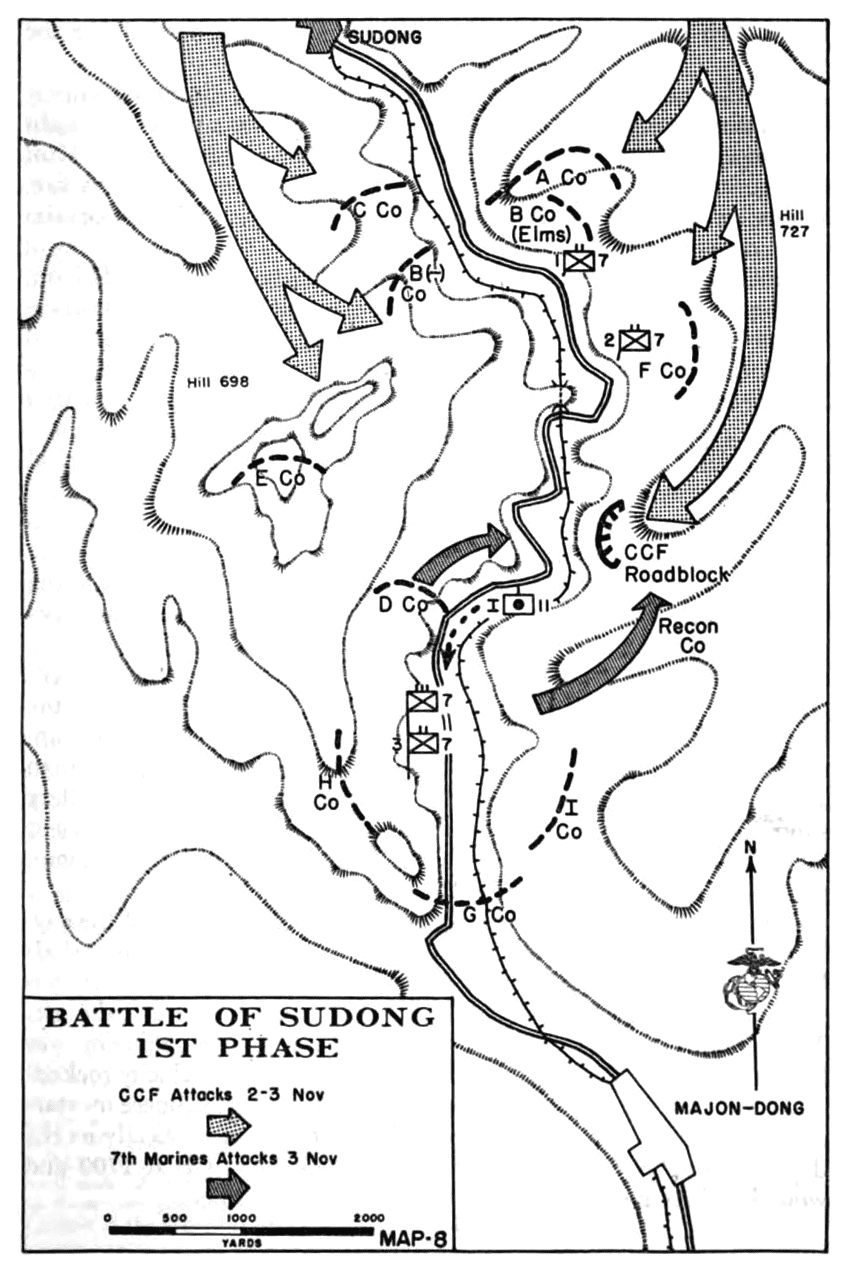 SUDONG
A Co
C Co
B Co
(Elms)
Hill
727
1 7
B(-)
Co
2 7
F Co
Hill 698
E Co
CCF
Roadblock
D Co
I 11
Recon
Co
7
3 7
H
Co
I
Co
G Co
N
MAJON-DONG
BATTLE OF SUDONG
1ST PHASE
CCF Attacks 2-3 Nov
7th Marines Attacks 3 Nov
0 500 1000 2000
YARDS
MAP-8